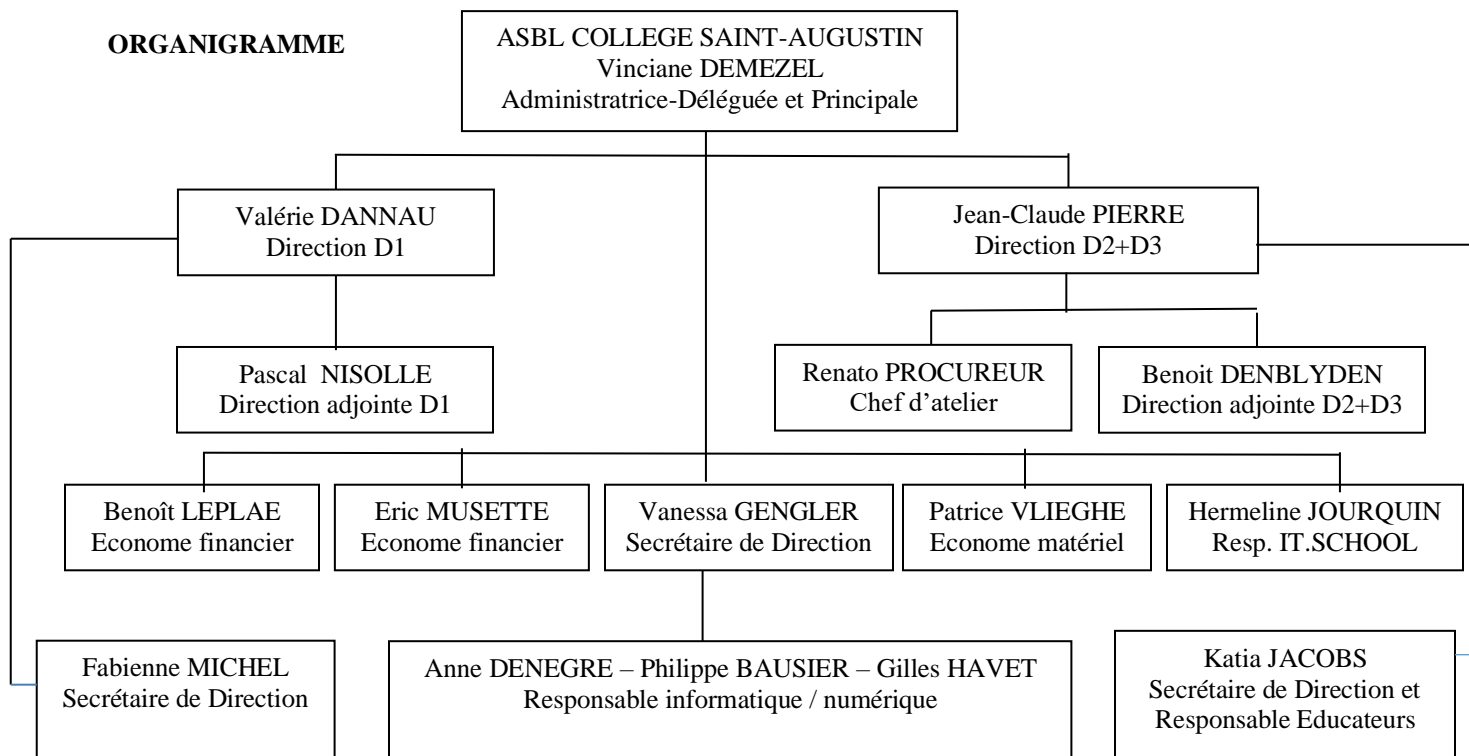 ORGANIGRAMME
ASBL COLLEGE SAINT-AUGUSTIN
Vinciane DEMEZEL
Administratrice-Déléguée et Principale
Valérie DANNAU
Direction D1
Jean-Claude PIERRE
Direction D2+D3
Pascal NISOLLE
Direction adjointe D1
Renato PROCUREUR
Chef d’atelier
Benoit DENBLYDEN
Direction adjointe D2+D3
Benoît LEPLAE
Econome financier
Eric MUSETTE
Econome financier
Vanessa GENGLER
Secrétaire de Direction
Patrice VLIEGHE
Econome matériel
Hermeline JOURQUIN
Resp. IT.SCHOOL
Fabienne MICHEL
Secrétaire de Direction
Anne DENEGRE – Philippe BAUSIER – Gilles HAVET
Responsable informatique / numérique
Katia JACOBS
Secrétaire de Direction et
Responsable Educateurs